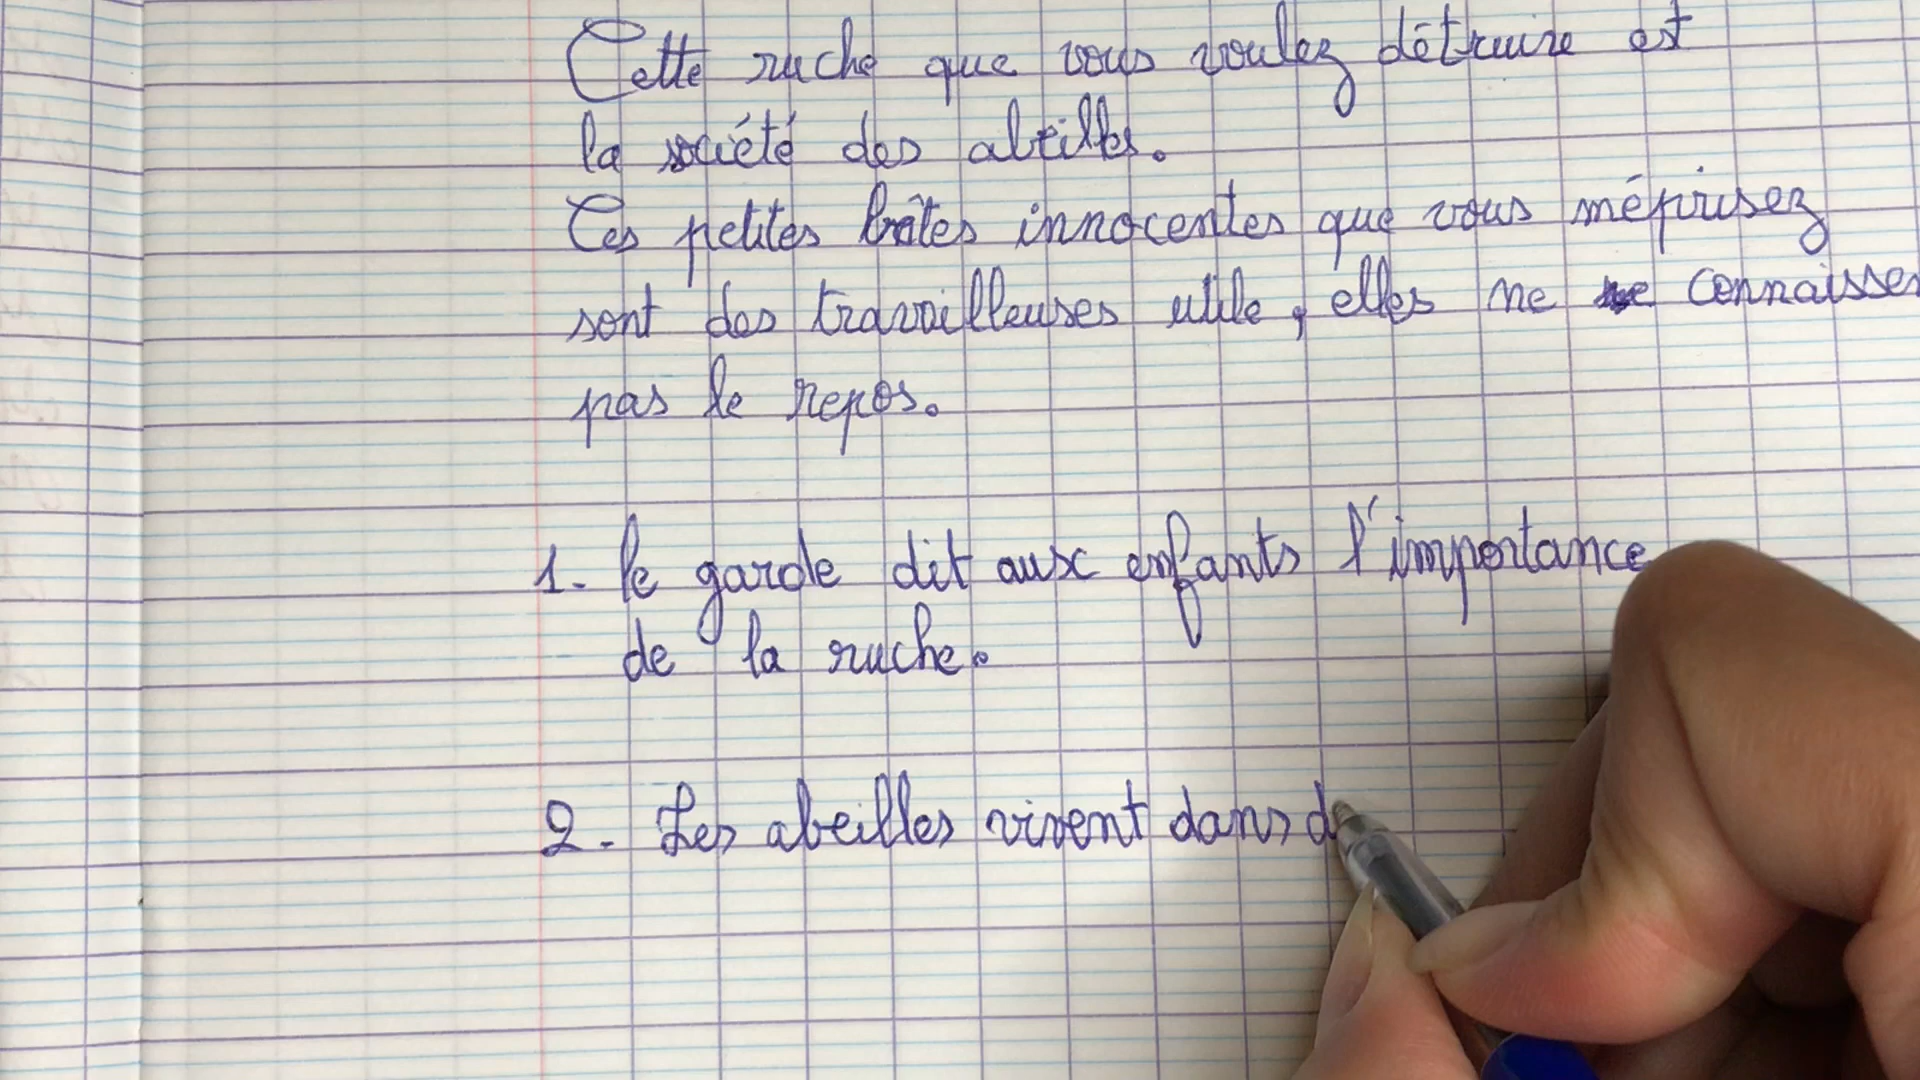 Cette ruche que vous voulez détruire est
la société des abeilles.
Ces petites bêtes innocentes que vous méprisez
sont des travailleuses utile, elles ne connaissen
pas le repos.
1. le garde dit aux enfants l'importance
de la ruche.
2. Les abeilles vivent dans d